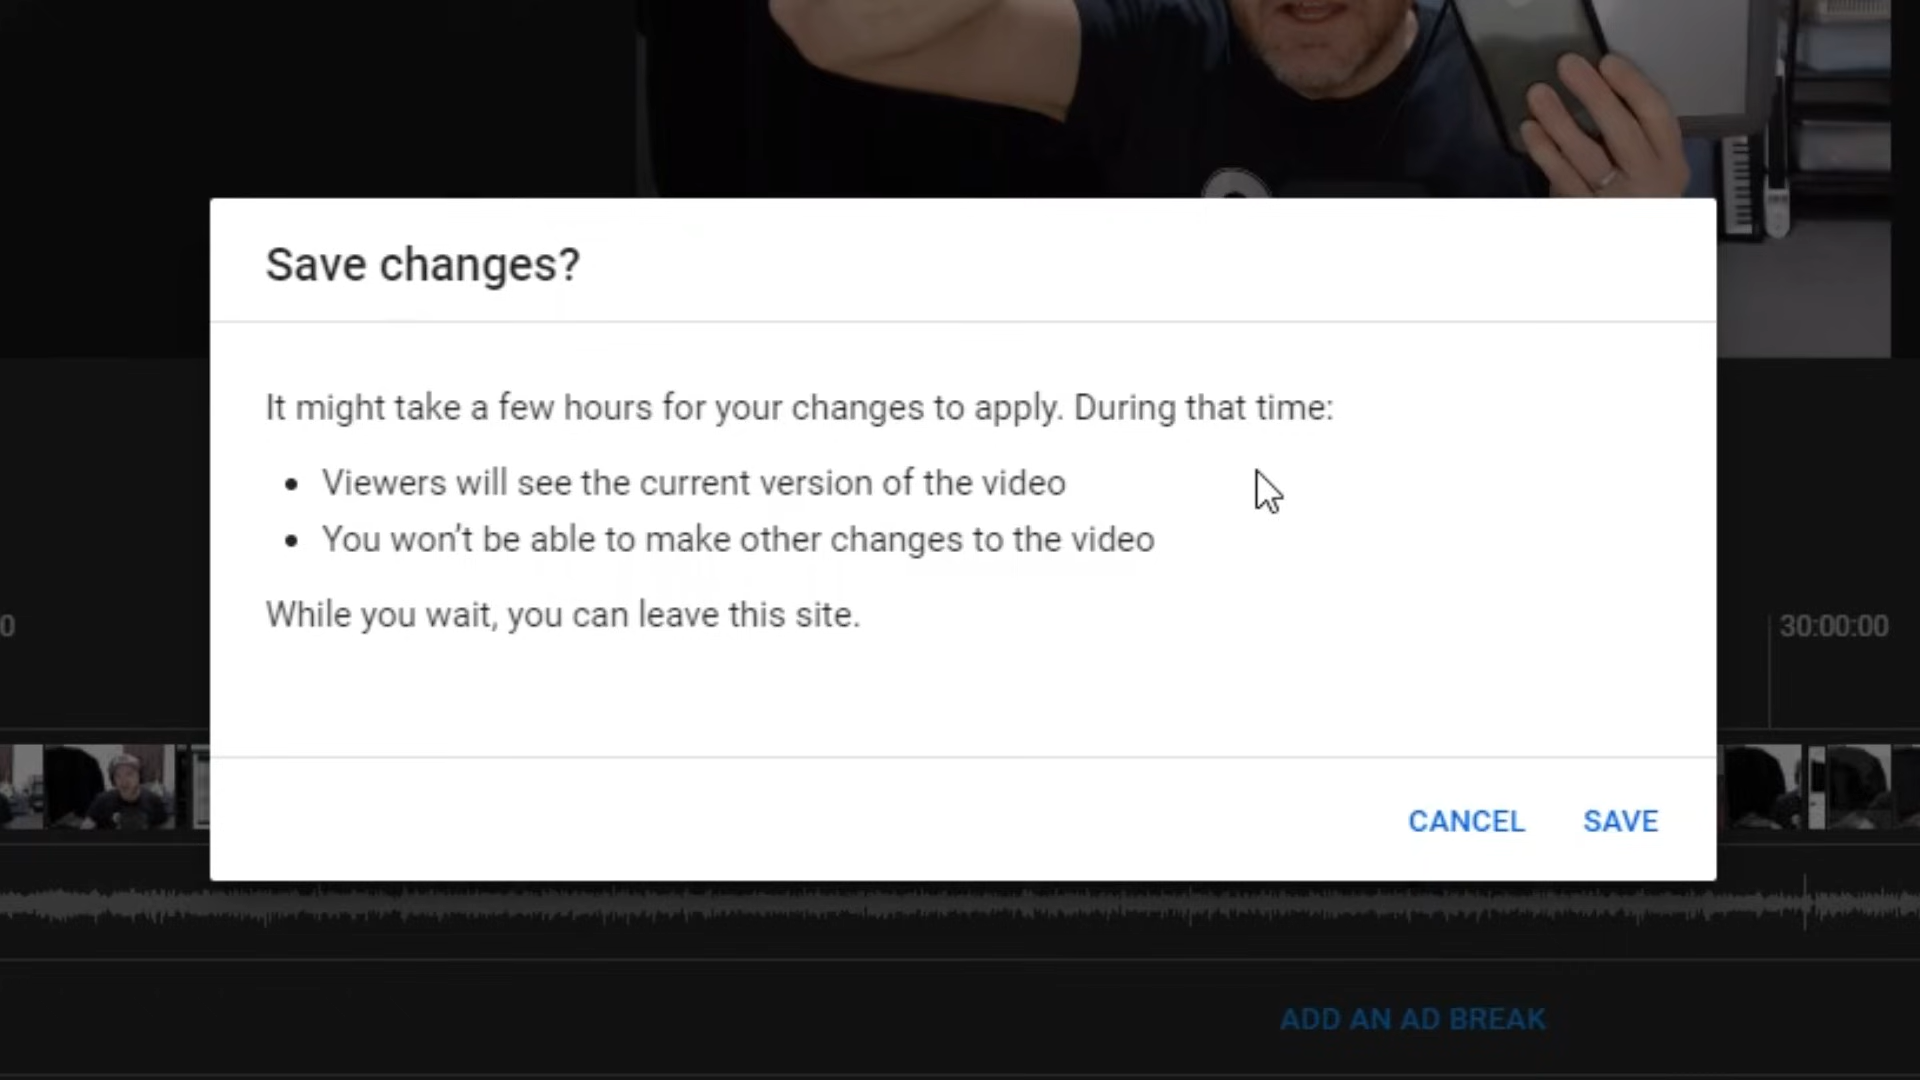 Save changes?
It might take a few hours for your changes to apply. During that time:
• Viewers will see the current version of the video
• You won’t be able to make other changes to the video
While you wait, you can leave this site.
0
30:00:00
CANCEL SAVE
ADD AN AD BREAK